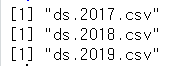 [1] "ds.2017.csv"
[1] "ds.2018.csv"
[1] "ds.2019.csv"